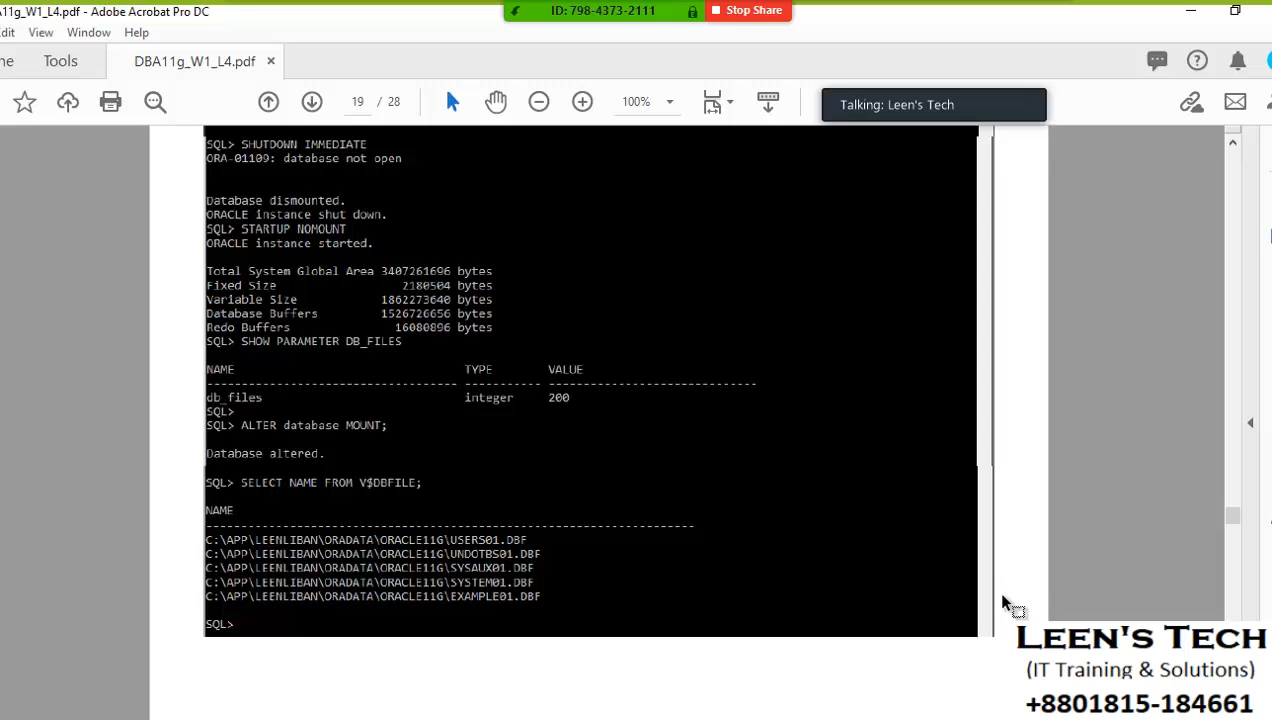 A11g_W1_L4.pdf - Adobe Acrobat Pro DC
ID: 798-4373-2111
Stop Share
View Window Help
Tools
DBA11g_W1_L4.pdf ×
19 / 28
100%
Talking: Leen's Tech
SQL> SHUTDOWN IMMEDIATE
ORA-01109: database not open
Database dismounted.
ORACLE instance shut down.
SQL> STARTUP NOMOUNT
ORACLE instance started.
Total System Global Area 3407261696 bytes
Fixed Size 2180504 bytes
Variable Size 1862273640 bytes
Database Buffers 1526726656 bytes
Redo Buffers 16080896 bytes
SQL> SHOW PARAMETER DB_FILES
NAME TYPE VALUE
------------------------------------ ----------- ------------------------------
db_files integer 200
SQL>
SQL> ALTER database MOUNT;
Database altered.
SQL> SELECT NAME FROM V$DBFILE;
NAME
----------------------------------------------------------------------
C:\APP\LEENLIBAN\ORADATA\ORACLE11G\USERS01.DBF
C:\APP\LEENLIBAN\ORADATA\ORACLE11G\UNDOTBS01.DBF
C:\APP\LEENLIBAN\ORADATA\ORACLE11G\SYSAUX01.DBF
C:\APP\LEENLIBAN\ORADATA\ORACLE11G\SYSTEM01.DBF
C:\APP\LEENLIBAN\ORADATA\ORACLE11G\EXAMPLE01.DBF
SQL>
LEEN'S TECH
(IT Training & Solutions)
+8801815-184661